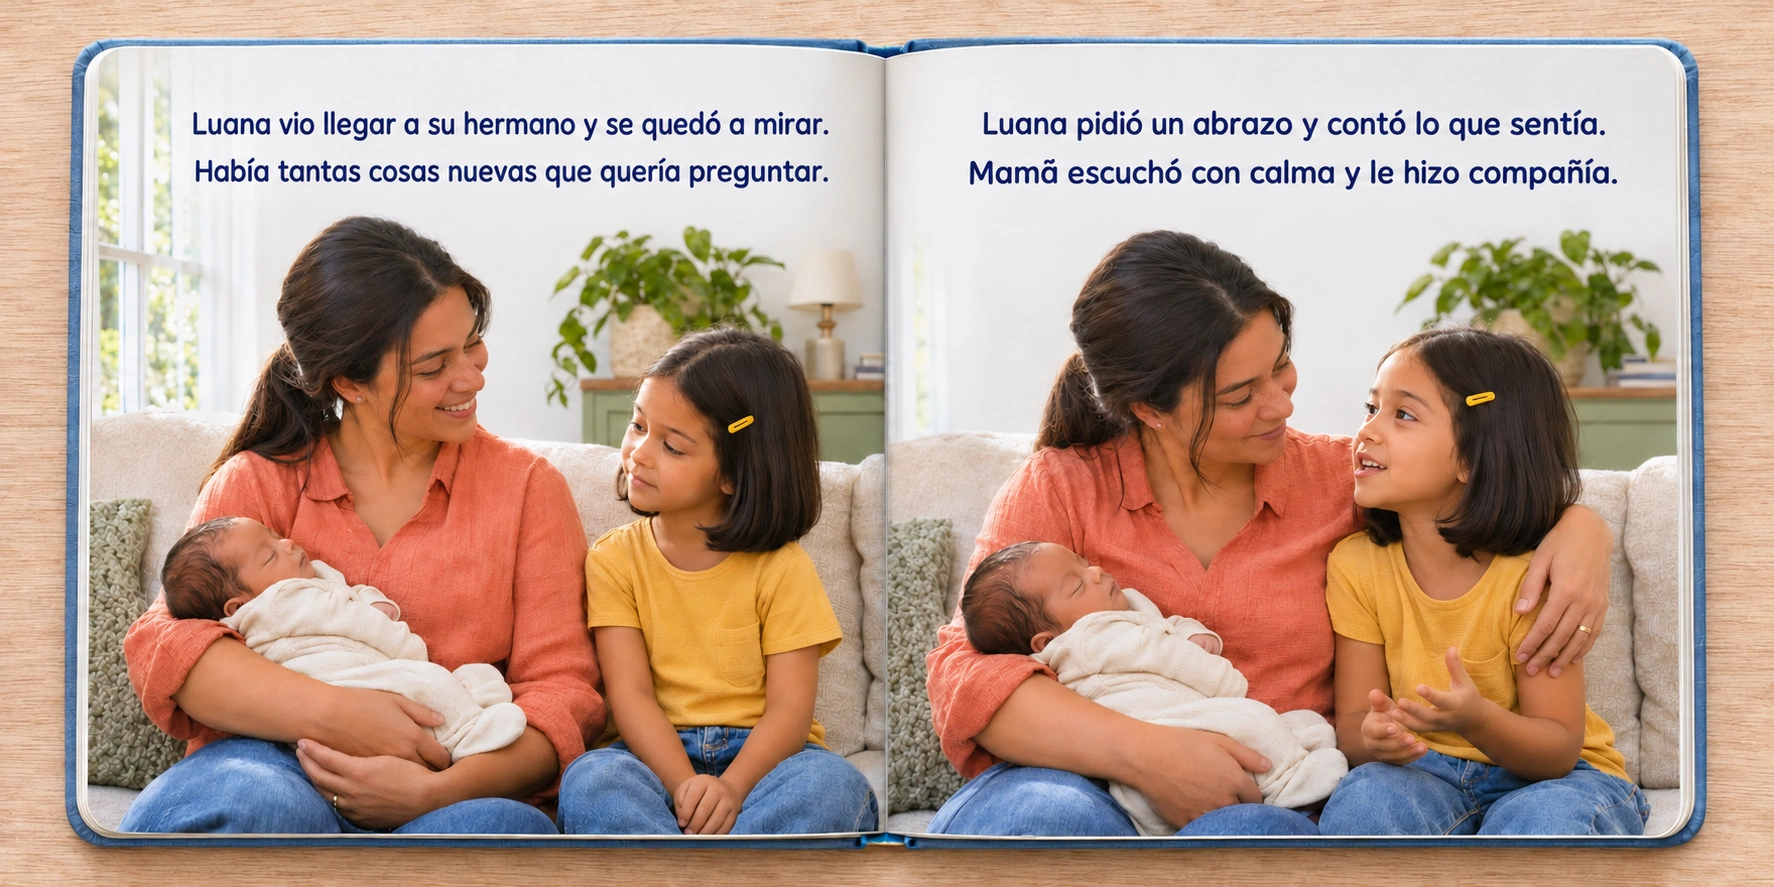 Luana vio llegar a su hermano y se quedó a mirar.
Había tantas cosas nuevas que quería preguntar.
Luana pidió un abrazo y contó lo que sentía.
Mamã escuchó con calma y le hizo compañía.